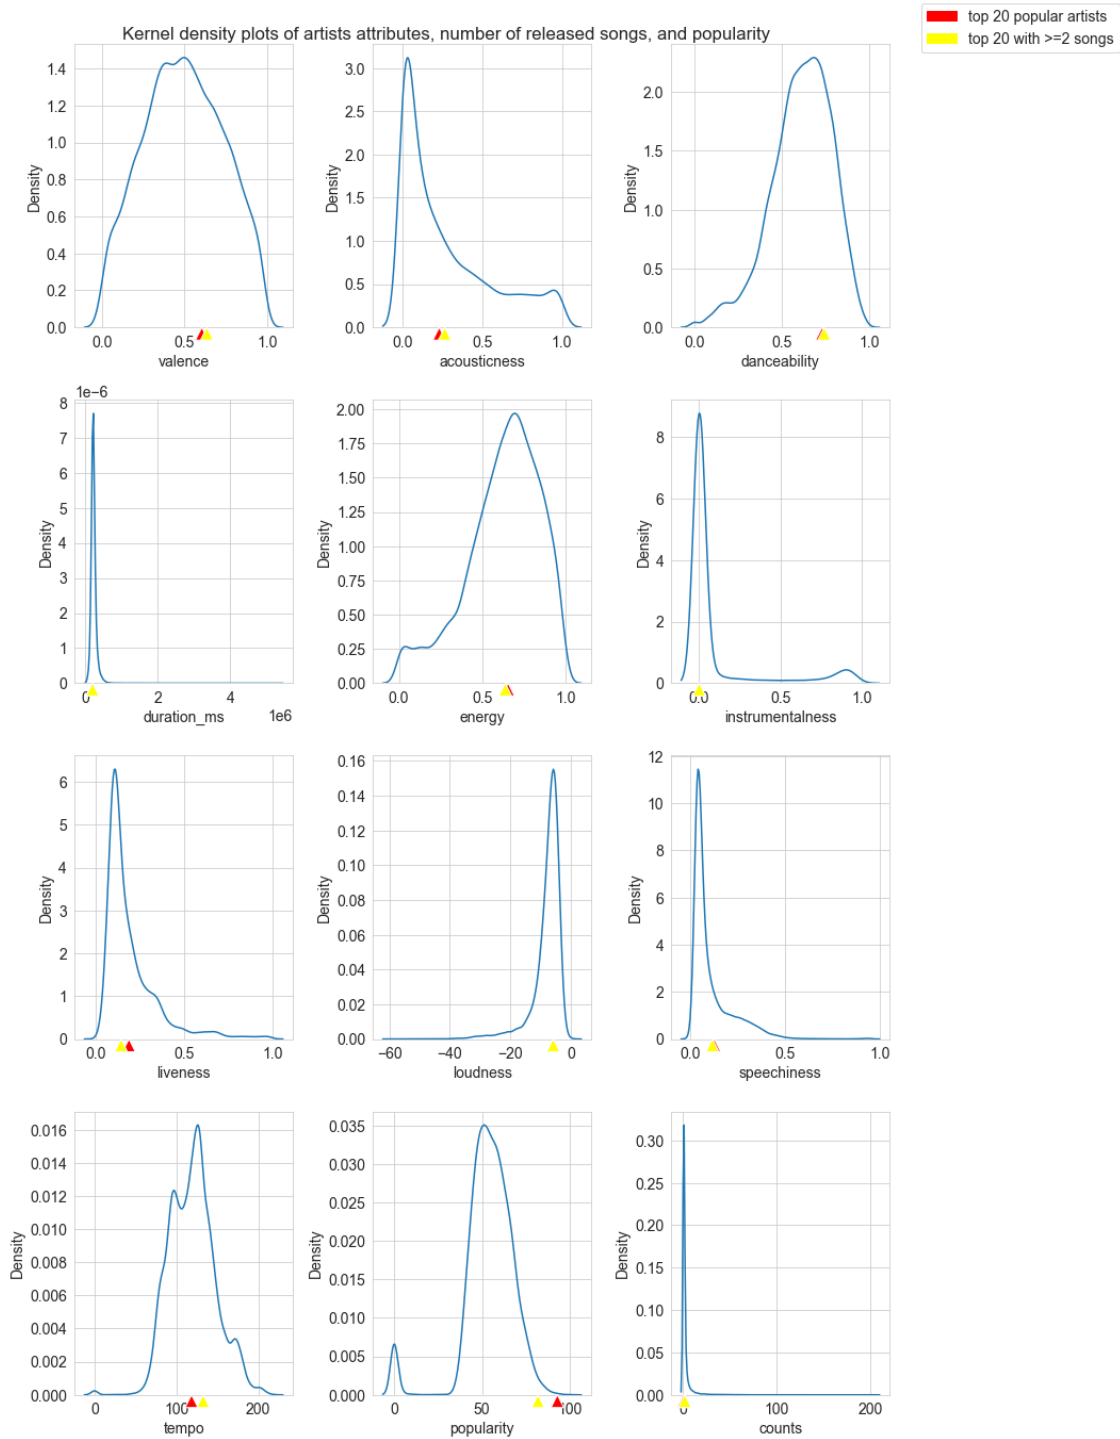 top 20 popular artists
top 20 with >=2 songs
Kernel density plots of artists attributes, number of released songs, and popularity
1.4
1.2
1.0
0.8
0.6
0.4
0.2
0.0
Density
0.0 0.5 1.0
valence
3.0
2.5
2.0
1.5
1.0
0.5
0.0
Density
0.0 0.5 1.0
acousticness
2.0
1.5
1.0
0.5
0.0
Density
0.0 0.5 1.0
danceability
1e−6
8
7
6
5
4
3
2
1
0
Density
0 2 4
duration_ms 1e6
2.00
1.75
1.50
1.25
1.00
0.75
0.50
0.25
0.00
Density
0.0 0.5 1.0
energy
8
6
4
2
0
Density
0.0 0.5 1.0
instrumentalness
6
5
4
3
2
1
0
Density
0.0 0.5 1.0
liveness
0.16
0.14
0.12
0.10
0.08
0.06
0.04
0.02
0.00
Density
−60 −40 −20 0
loudness
12
10
8
6
4
2
0
Density
0.0 0.5 1.0
speechiness
0.016
0.014
0.012
0.010
0.008
0.006
0.004
0.002
0.000
Density
0 100 200
tempo
0.035
0.030
0.025
0.020
0.015
0.010
0.005
0.000
Density
0 50 100
popularity
0.30
0.25
0.20
0.15
0.10
0.05
0.00
Density
0 100 200
counts